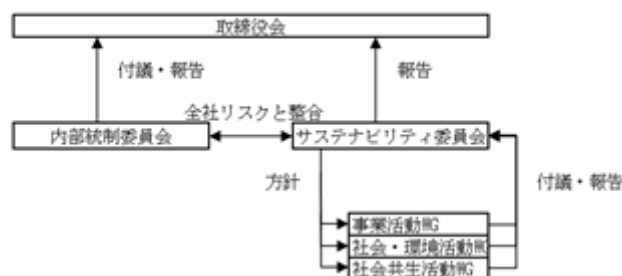 取締役会
付議・報告
報告
全社リスクと整合
内部統制委員会
サステナビリティ委員会
方針
付議・報告
事業活動WG
社会・環境活動WG
社会共生活動WG